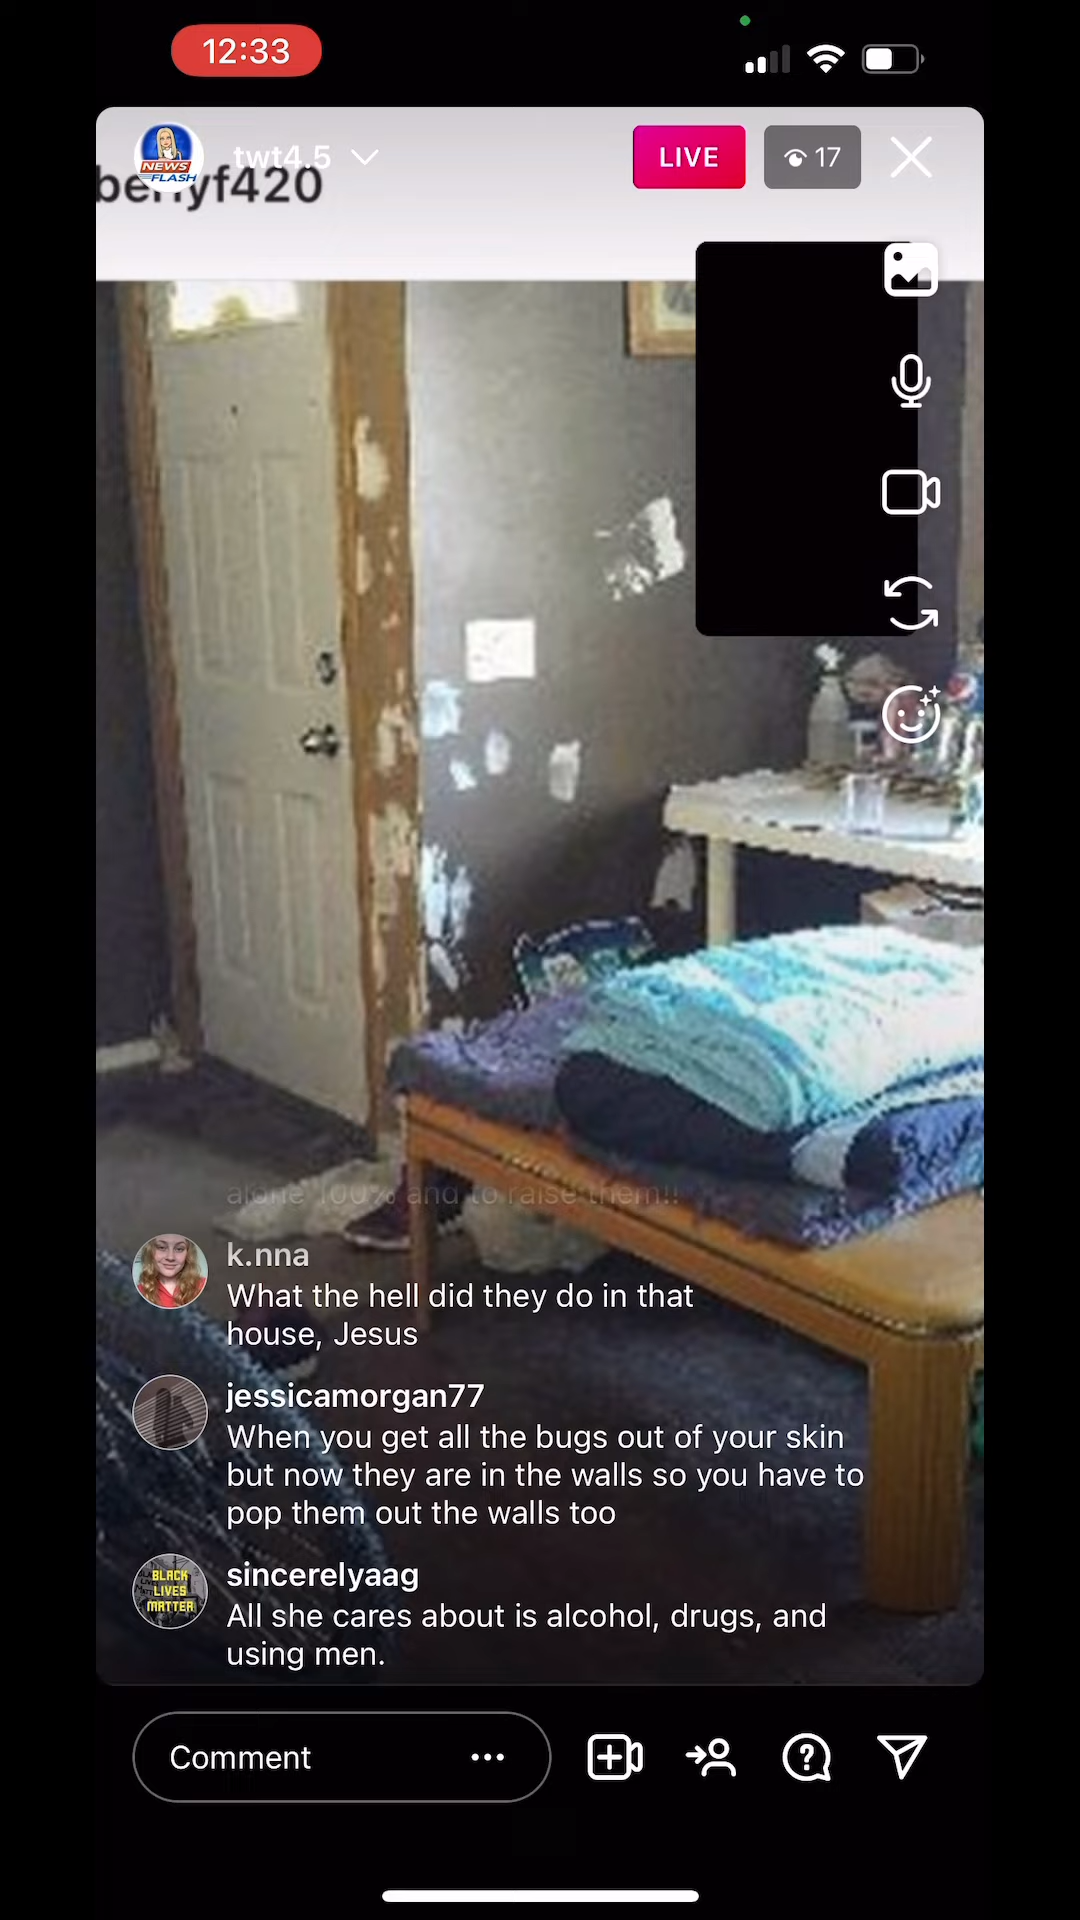 12:33
NEWS
FLASH
twt4.5
LIVE
17
yf420
alone 100% and to raise them!!
k.nna
What the hell did they do in that
house, Jesus
jessicamorgan77
When you get all the bugs out of your skin
but now they are in the walls so you have to
pop them out the walls too
BLACK
LIVES
MATTER
sincerelyaag
All she cares about is alcohol, drugs, and
using men.
Comment